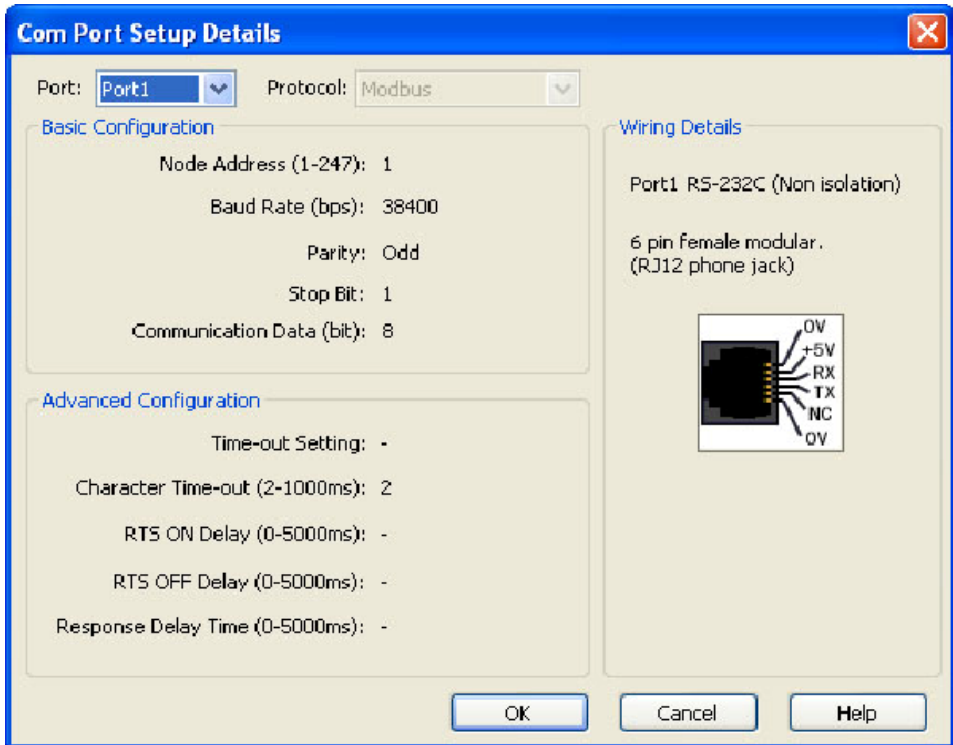 Com Port Setup Details
Port: Port1 Protocol: Modbus
Basic Configuration
Node Address (1-247): 1
Baud Rate (bps): 38400
Parity: Odd
Stop Bit: 1
Communication Data (bit): 8
Advanced Configuration
Time-out Setting: -
Character Time-out (2-1000ms): 2
RTS ON Delay (0-5000ms): -
RTS OFF Delay (0-5000ms): -
Response Delay Time (0-5000ms): -
Wiring Details
Port1 RS-232C (Non isolation)
6 pin female modular.
(RJ12 phone jack)
0V
+5V
RX
TX
NC
0V
OK Cancel Help